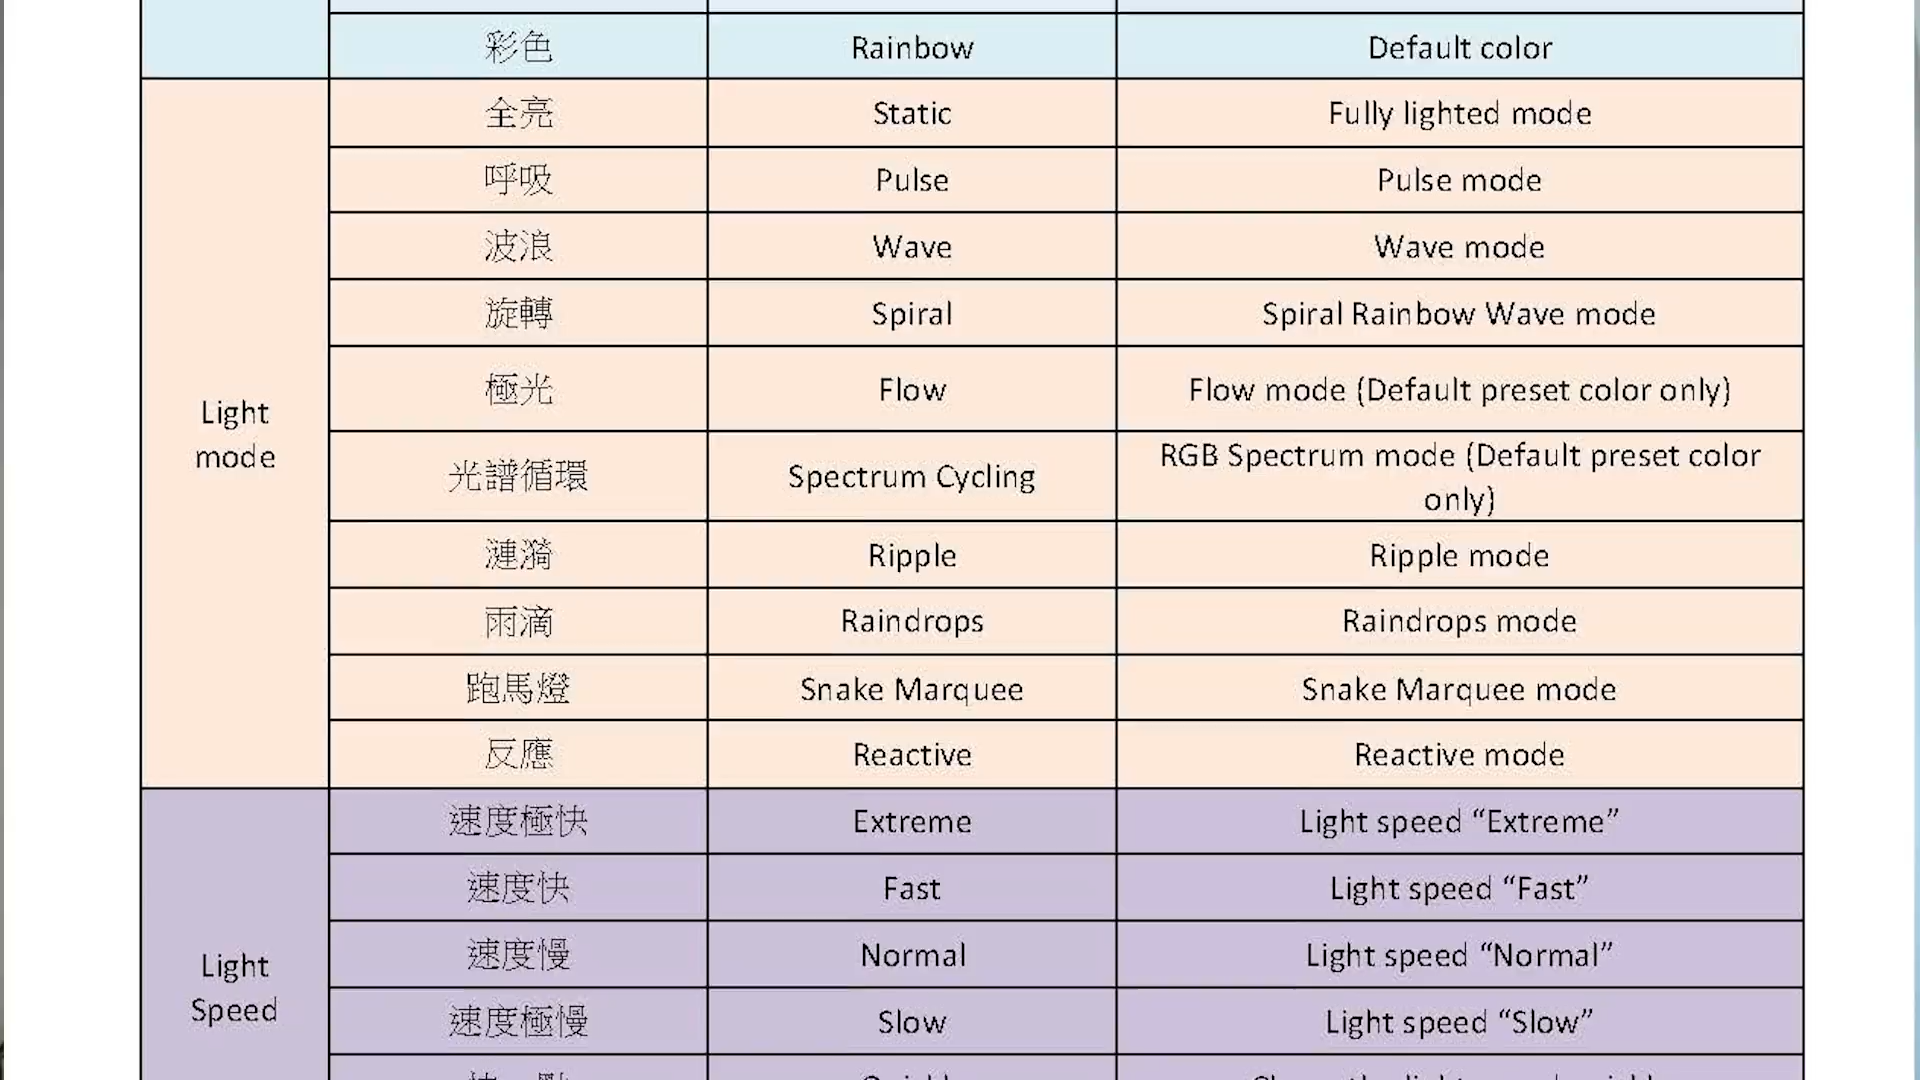 彩色 Rainbow Default color
全亮 Static Fully lighted mode
呼吸 Pulse Pulse mode
波浪 Wave Wave mode
旋轉 Spiral Spiral Rainbow Wave mode
極光 Flow Flow mode (Default preset color only)
Light
mode
光譜循環 Spectrum Cycling RGB Spectrum mode (Default preset color
only)
漣漪 Ripple Ripple mode
雨滴 Raindrops Raindrops mode
跑馬燈 Snake Marquee Snake Marquee mode
反應 Reactive Reactive mode
速度極快 Extreme Light speed “Extreme”
速度快 Fast Light speed “Fast”
速度慢 Normal Light speed “Normal”
Light
Speed
速度極慢 Slow Light speed “Slow”